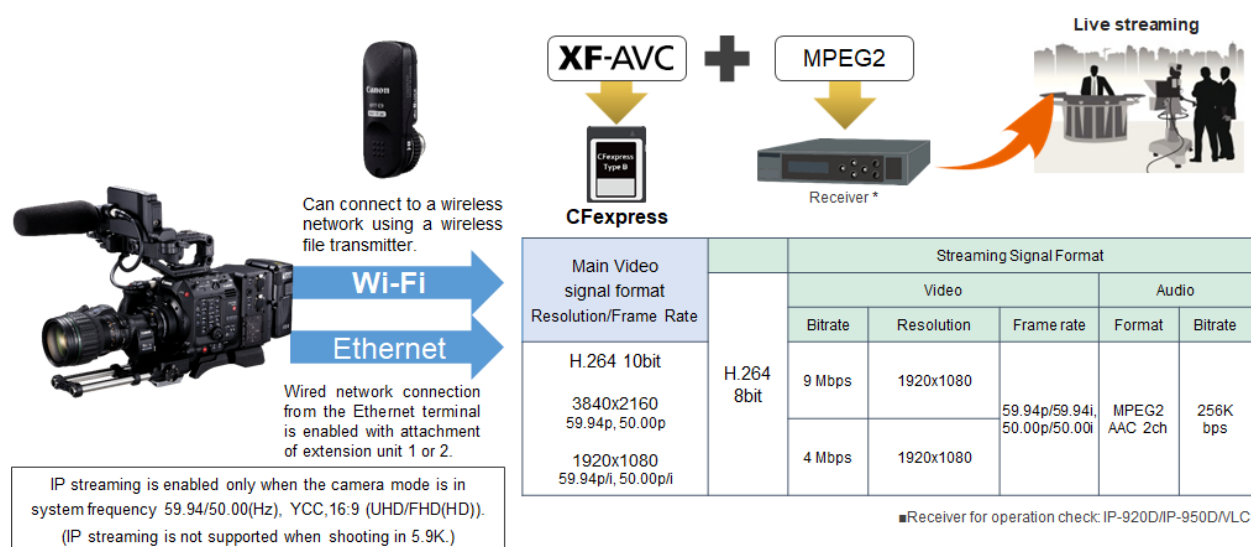 Live streaming
XF-AVC
MPEG2
Canon
CFexpress
Type B
CFexpress
Receiver *
Can connect to a wireless
network using a wireless
file transmitter.
Wi-Fi
Ethernet
Wired network connection
from the Ethernet terminal
is enabled with attachment
of extension unit 1 or 2.
IP streaming is enabled only when the camera mode is in
system frequency 59.94/50.00(Hz), YCC,16:9 (UHD/FHD(HD)).
(IP streaming is not supported when shooting in 5.9K.)
Main Video
signal format
Resolution/Frame Rate
Streaming Signal Format
Video
Audio
Bitrate
Resolution
Frame rate
Format
Bitrate
H.264 10bit
3840x2160
59.94p, 50.00p
1920x1080
59.94p/i, 50.00p/i
H.264
8bit
9 Mbps
1920x1080
4 Mbps
1920x1080
59.94p/59.94i,
50.00p/50.00i
MPEG2
AAC 2ch
256K
bps
■Receiver for operation check: IP-920D/IP-950D/VLC